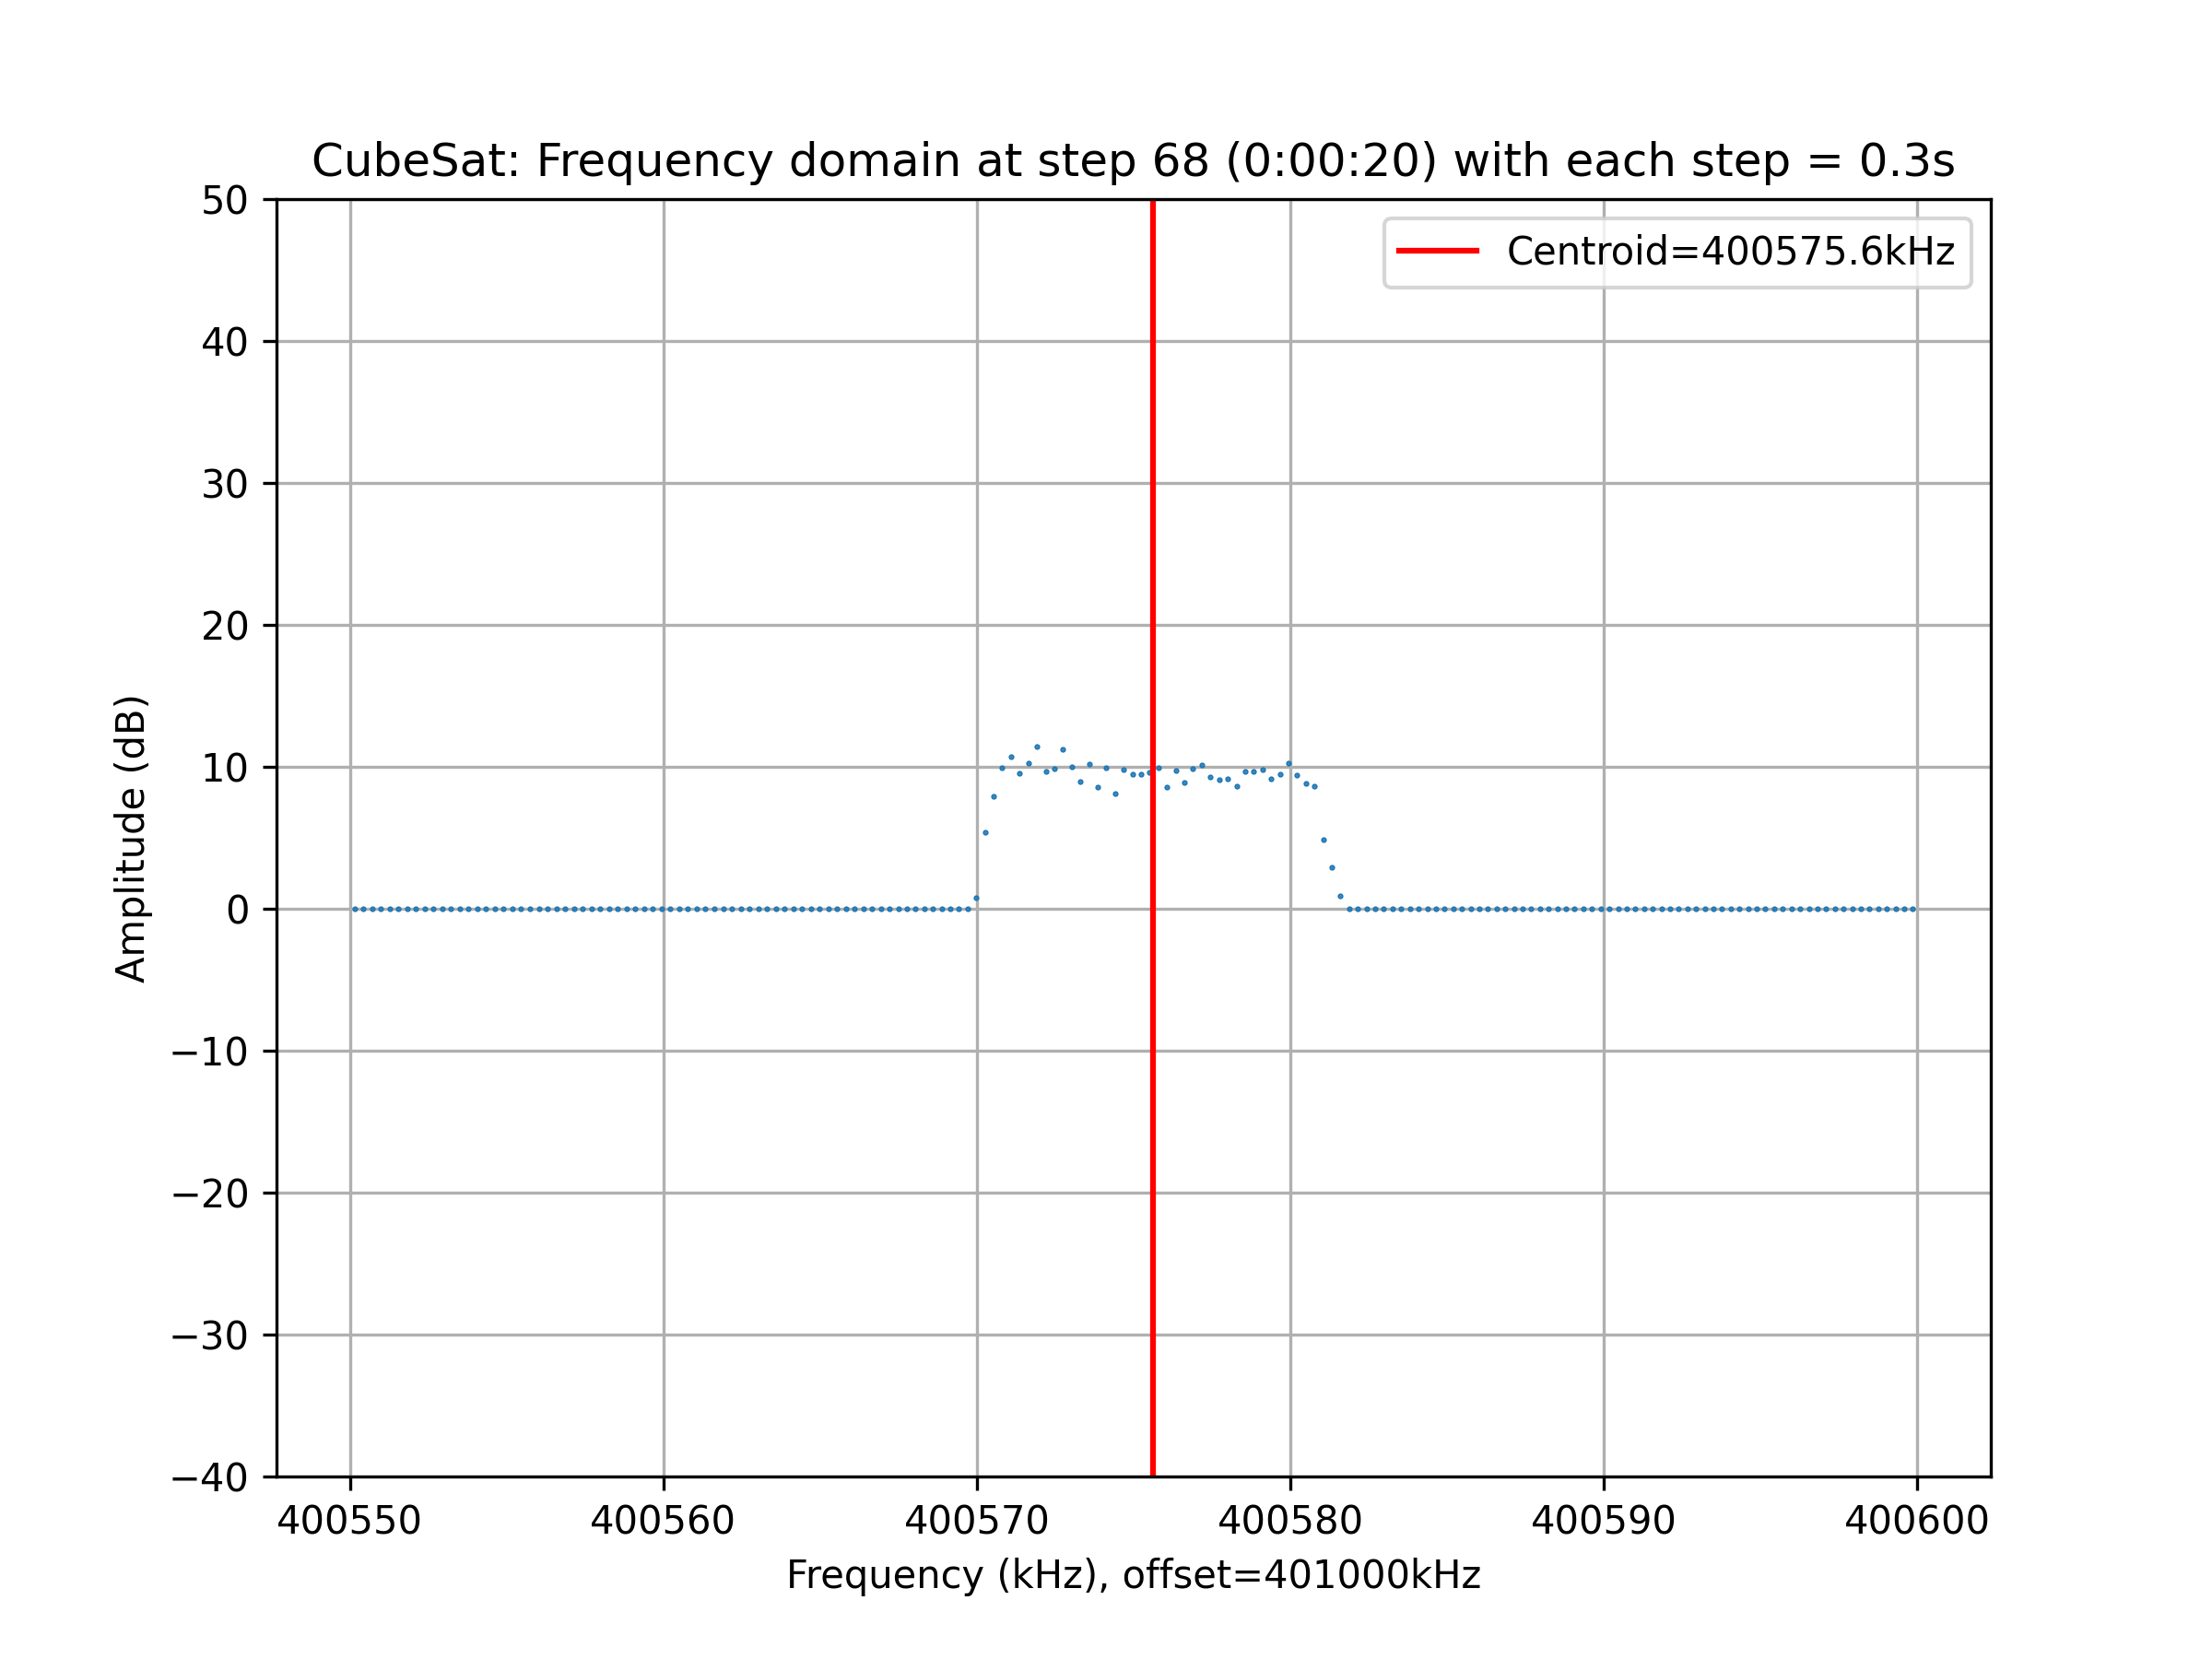 CubeSat: Frequency domain at step 68 (0:00:20) with each step = 0.3s
Centroid=400575.6kHz
50
40
30
20
10
0
−10
−20
−30
−40
Amplitude (dB)
400550 400560 400570 400580 400590 400600
Frequency (kHz), offset=401000kHz